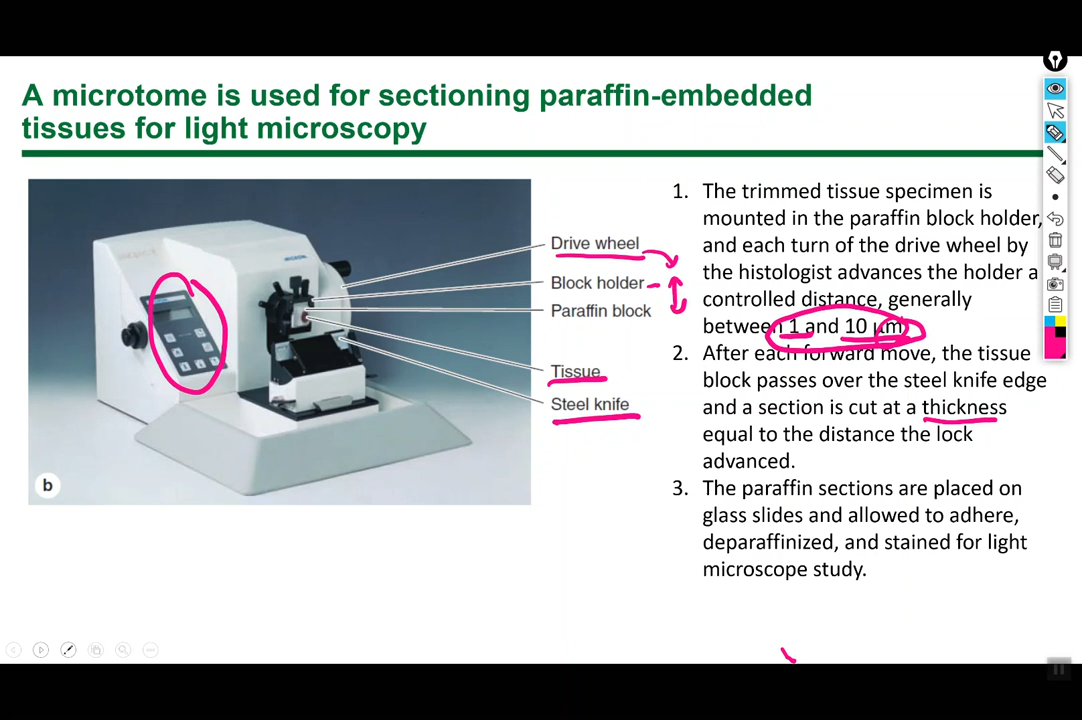 A microtome is used for sectioning paraffin-embedded
tissues for light microscopy
Drive wheel
Block holder
Paraffin block
Tissue
Steel knife
b
1. The trimmed tissue specimen is
mounted in the paraffin block holder,
and each turn of the drive wheel by
the histologist advances the holder a
controlled distance, generally
between 1 and 10 μm.
2. After each forward move, the tissue
block passes over the steel knife edge
and a section is cut at a thickness
equal to the distance the lock
advanced.
3. The paraffin sections are placed on
glass slides and allowed to adhere,
deparaffinized, and stained for light
microscope study.